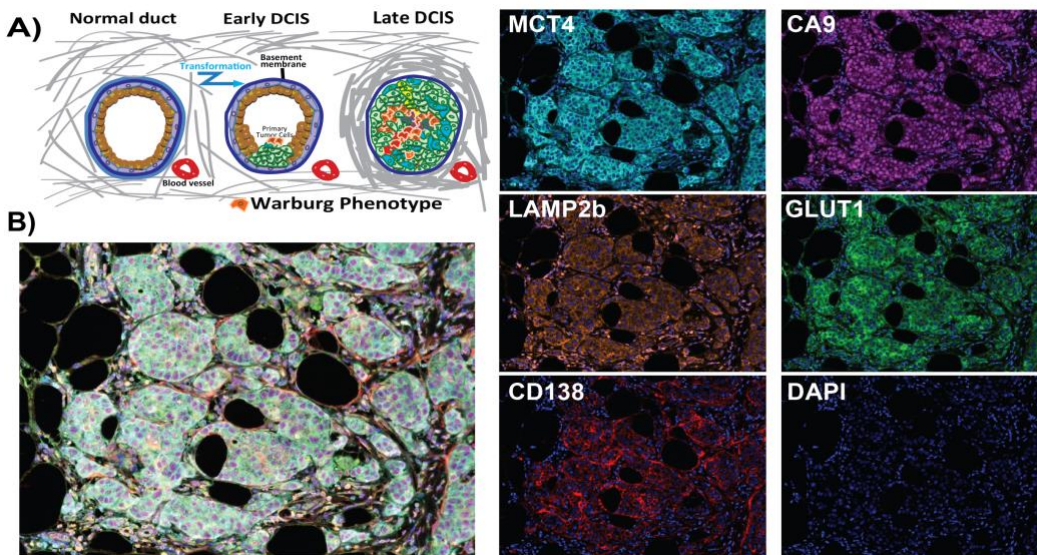 A)
Normal duct
Early DCIS
Late DCIS
Transformation
Basement
membrane
Primary
Tumor Cells
Blood vessel
Warburg Phenotype
B)
MCT4
CA9
LAMP2b
GLUT1
CD138
DAPI